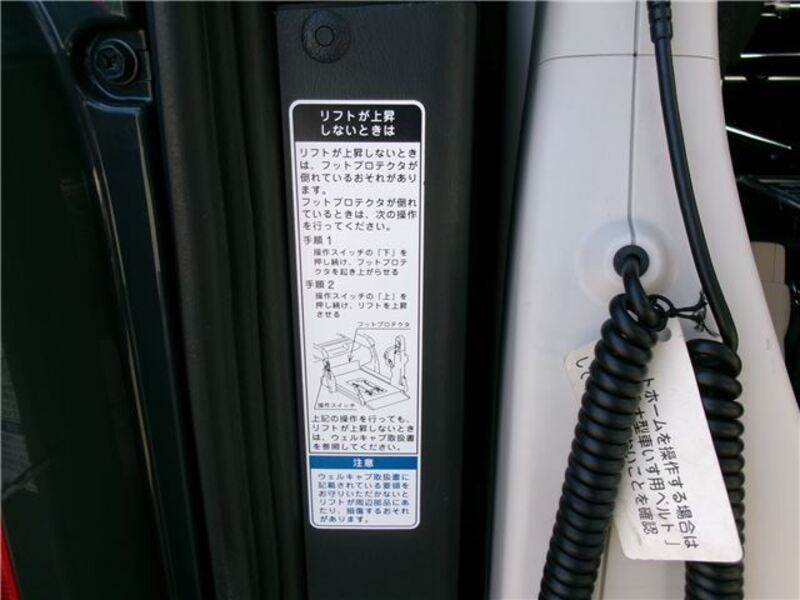 リフトが上昇
しないときは
リフトが上昇しないとき
は、フットプロテクタが
倒れているおそれがあり
ます。
フットプロテクタが倒れ
ているときは、次の操作
を行ってください。
手順1
操作スイッチの「下」を
押し続け、フットプロテ
クタを起き上がらせる
手順2
操作スイッチの「上」を
押し続け、リフトを上昇
させる
フットプロテクタ
操作スイッチ
上記の操作を行っても、
リフトが上昇しないとき
は、ウェルキャブ取扱書
を参照してください。
注意
ウェルキャブ取扱書に
記載されている要領を
お守りいただかないと
リフトが周辺部品にあ
たり、損傷するおそれ
があります。
トホームを操作する場合は
型車いす用ベルト」
いことを確認